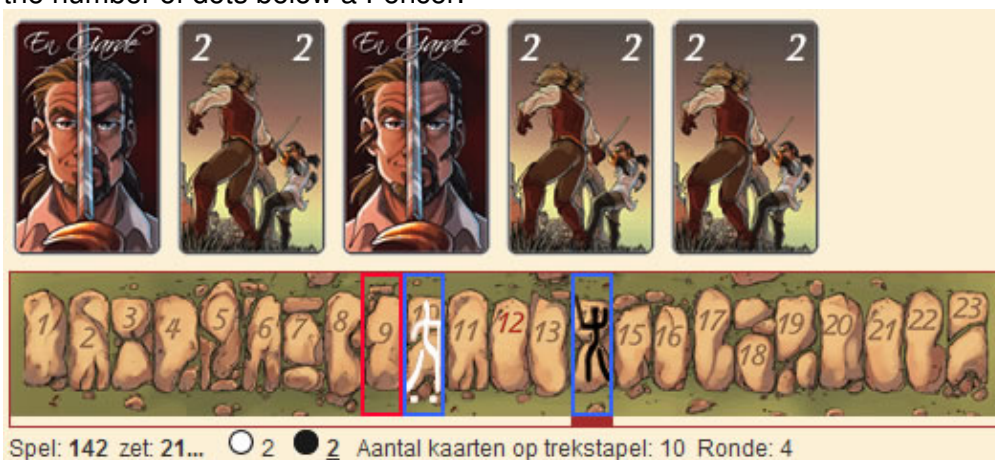 the number of dots below a Fencer.
En Garde 2 2 En Garde 2 2 2 2
1 2 3 4 5 6 7 8 9 10 11 12 13 15 16 17 18 19 20 21 22 23
Spel: 142 zet: 21... 2 2 Aantal kaarten op trekstapel: 10 Ronde: 4